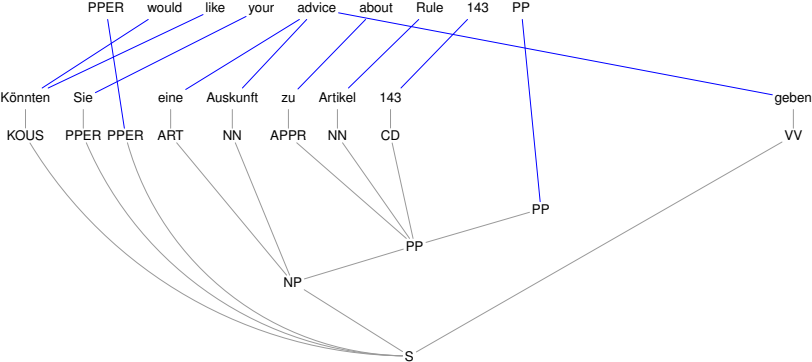 PPER would like your advice about Rule 143 PP
Könnten Sie eine Auskunft zu Artikel 143 geben
KOUS PPER PPER ART NN APPR NN CD VV
PP
PP
NP
S